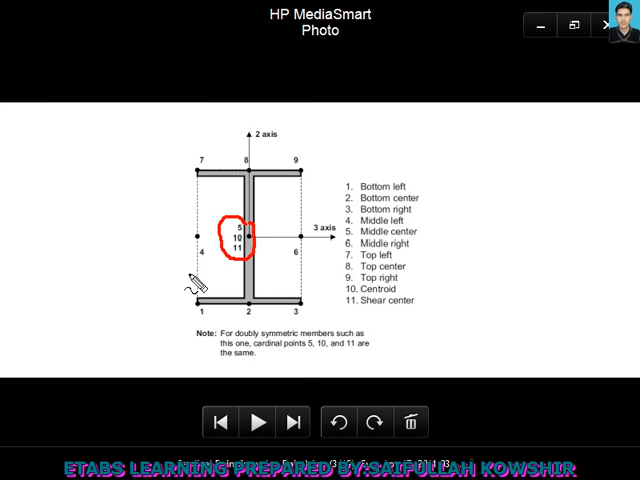 HP MediaSmart
Photo
2 axis
7
8
9
5
10
11
3 axis
4
6
1
2
3
1. Bottom left
2. Bottom center
3. Bottom right
4. Middle left
5. Middle center
6. Middle right
7. Top left
8. Top center
9. Top right
10. Centroid
11. Shear center
Note: For doubly symmetric members such as
this one, cardinal points 5, 10, and 11 are
the same.
ETABS LEARNING PREPARED BY:SAIFULLAH KOWSHIR